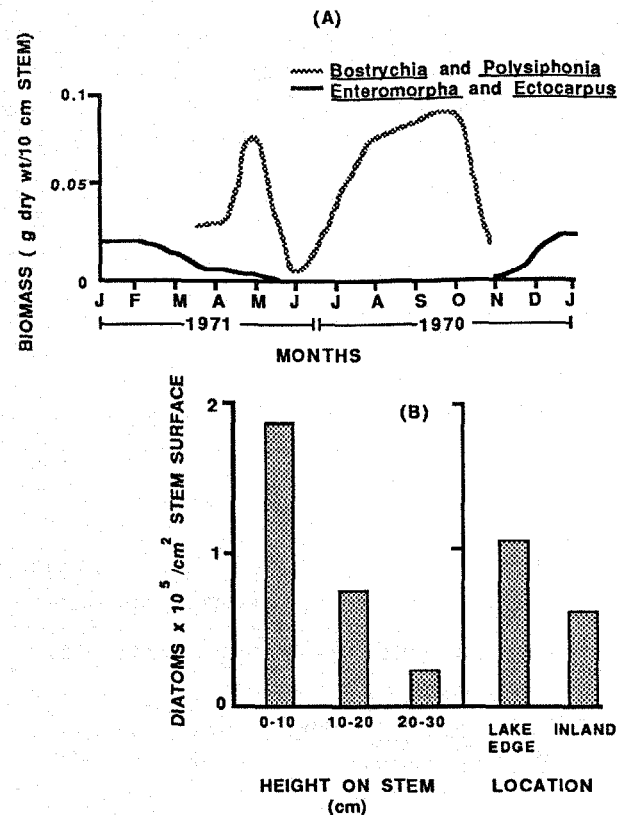 (A)
Bostrychia and Polysiphonia
Enteromorpha and Ectocarpus
BIOMASS ( g dry wt/10 cm STEM)
0.1
0.05
0
J F M A M J J A S O N D J
1971 1970
MONTHS
(B)
DIATOMS x 10 5 /cm 2 STEM SURFACE
2
1
0
0-10 10-20 20-30
LAKE EDGE INLAND
HEIGHT ON STEM (cm)
LOCATION